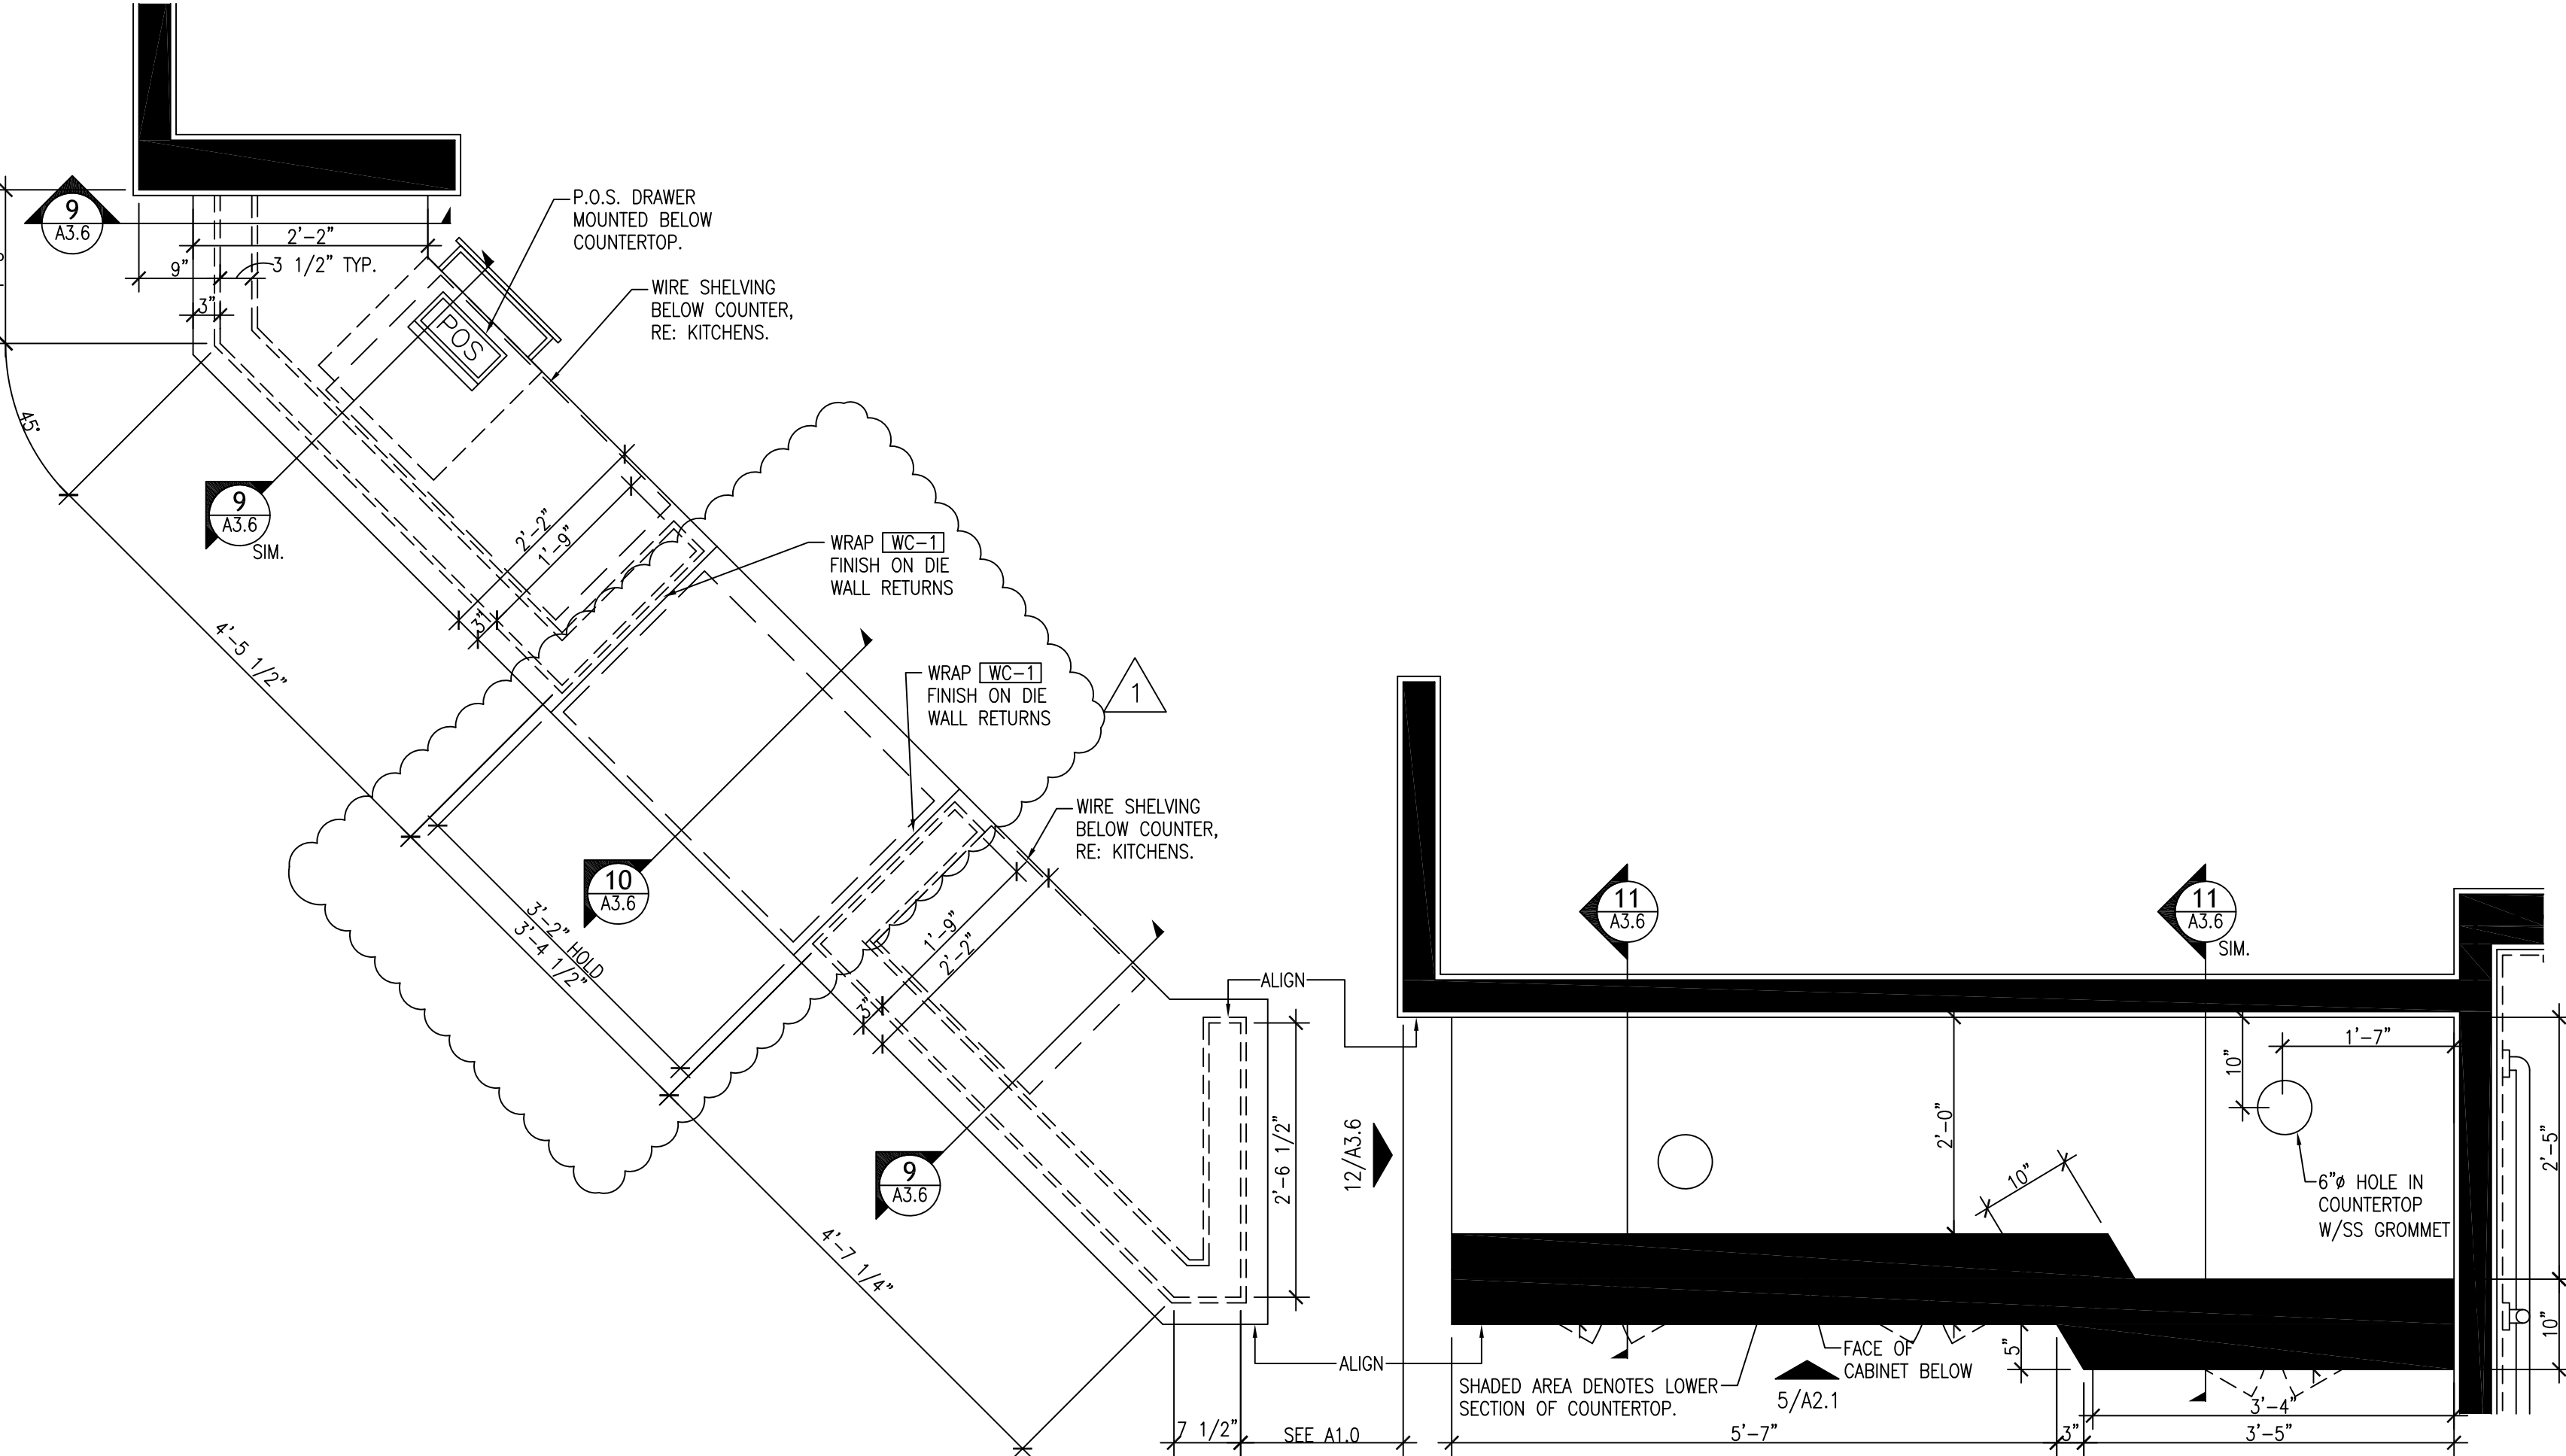 9
A3.6
2'-2"
9"
3 1/2" TYP.
3"
45°
P.O.S. DRAWER
MOUNTED BELOW
COUNTERTOP.
WIRE SHELVING
BELOW COUNTER,
RE: KITCHENS.
POS
9
A3.6
SIM.
2'-2"
1'-9"
3"
WRAP WC-1
FINISH ON DIE
WALL RETURNS
4'-5 1/2"
WRAP WC-1
FINISH ON DIE
WALL RETURNS
1
WIRE SHELVING
BELOW COUNTER,
RE: KITCHENS.
10
A3.6
3'-2" HOLD
3'-4 1/2"
1'-9"
2'-2"
3"
ALIGN
9
A3.6
2'-6 1/2"
4'-7 1/4"
12/A3.6
ALIGN
7 1/2"
SEE A1.0
11
A3.6
11
A3.6
SIM.
1'-7"
10"
2'-0"
2'-5"
10"
6"ø HOLE IN
COUNTERTOP
W/SS GROMMET
10"
5"
FACE OF
CABINET BELOW
5/A2.1
SHADED AREA DENOTES LOWER
SECTION OF COUNTERTOP.
3'-4"
5'-7"
3"
3'-5"